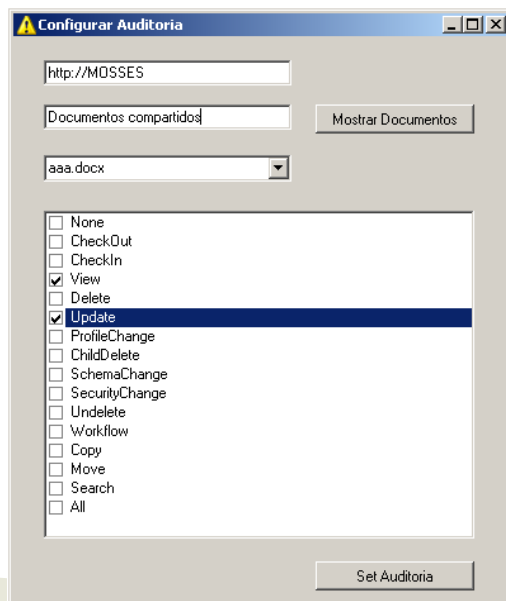 Configurar Auditoria
http://MOSSES
Documentos compartidos
Mostrar Documentos
aaa.docx
None
CheckOut
CheckIn
View
Delete
Update
ProfileChange
ChildDelete
SchemaChange
SecurityChange
Undelete
Workflow
Copy
Move
Search
All
Set Auditoria